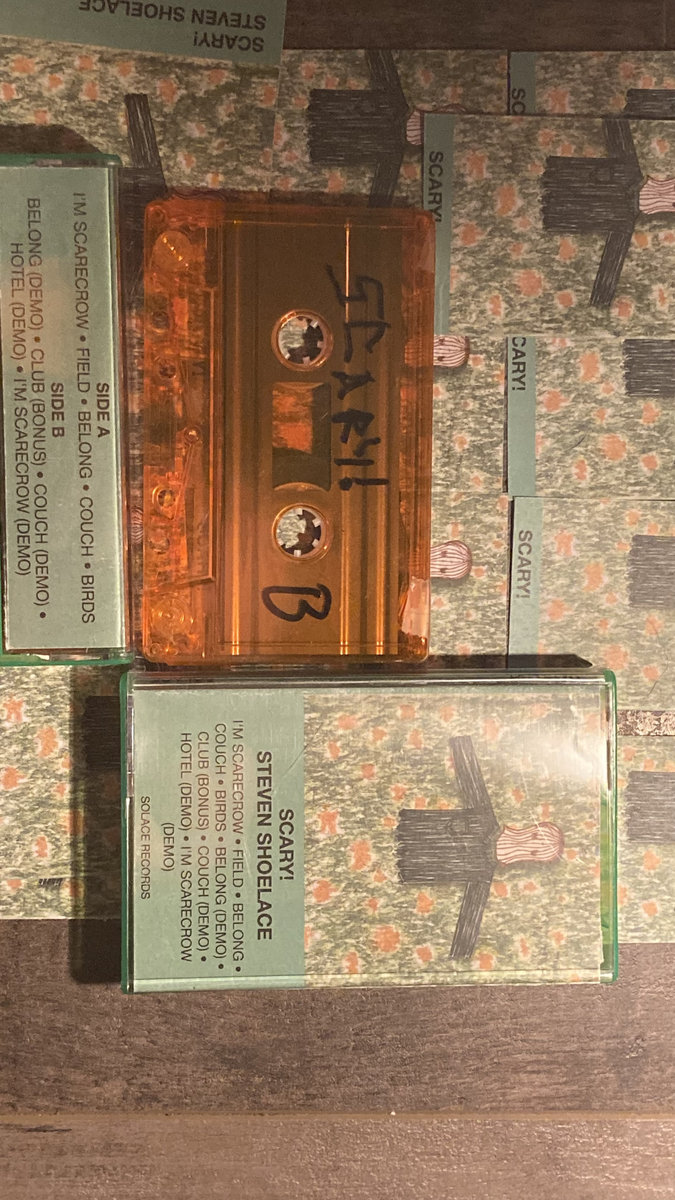 SCARY!
STEVEN SHOELACE
SCARY!
SCARY!
SCARY!
SIDE A
I'M SCARECROW • FIELD • BELONG • COUCH • BIRDS
SIDE B
BELONG (DEMO) • CLUB (BONUS) • COUCH (DEMO) •
HOTEL (DEMO) • I'M SCARECROW (DEMO)
SCARY!
B
SCARY!
STEVEN SHOELACE
I'M SCARECROW • FIELD • BELONG •
COUCH • BIRDS • BELONG (DEMO) •
CLUB (BONUS) • COUCH (DEMO) •
HOTEL (DEMO) • I'M SCARECROW
(DEMO)
SOLACE RECORDS